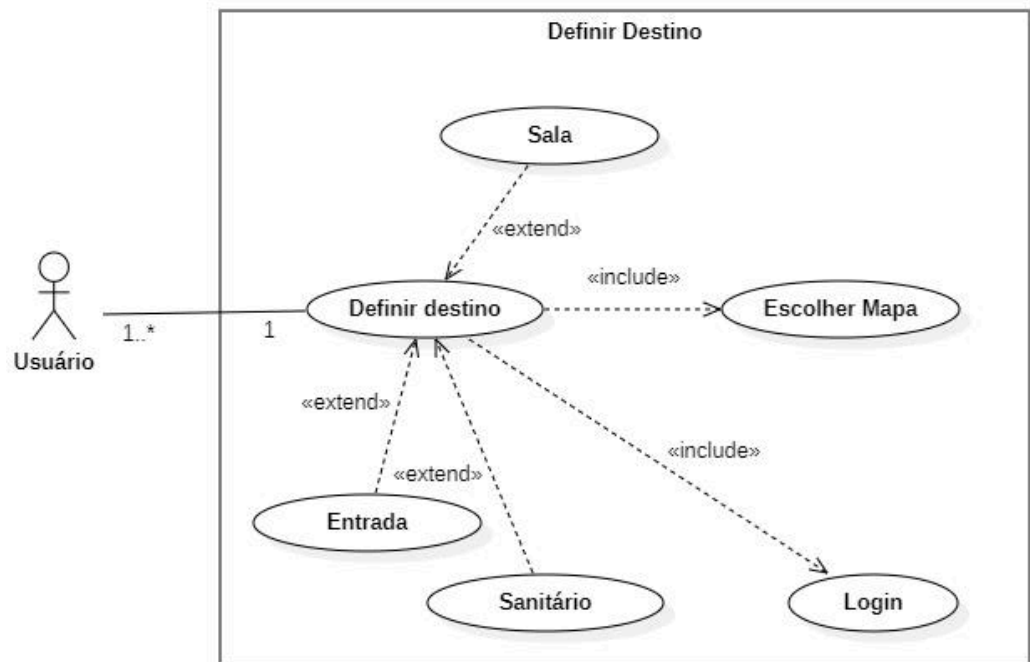 Definir Destino
Sala
«extend»
«include»
Definir destino
Escolher Mapa
1..*
1
Usuário
«extend»
«include»
«extend»
Entrada
Sanitário
Login